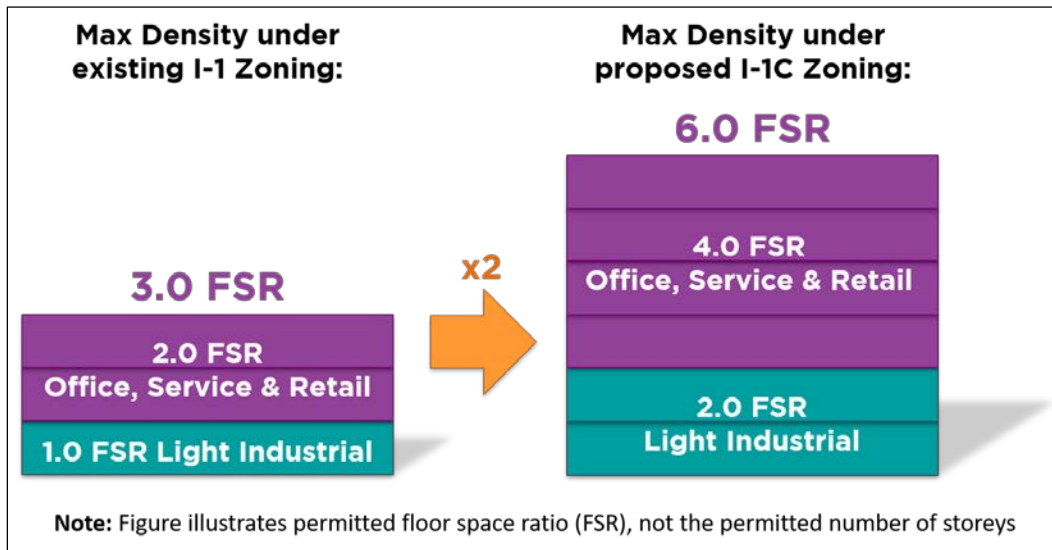 Max Density under
existing I-1 Zoning:
3.0 FSR
2.0 FSR
Office, Service & Retail
1.0 FSR Light Industrial
x2
Max Density under
proposed I-1C Zoning:
6.0 FSR
4.0 FSR
Office, Service & Retail
2.0 FSR
Light Industrial
Note: Figure illustrates permitted floor space ratio (FSR), not the permitted number of storeys